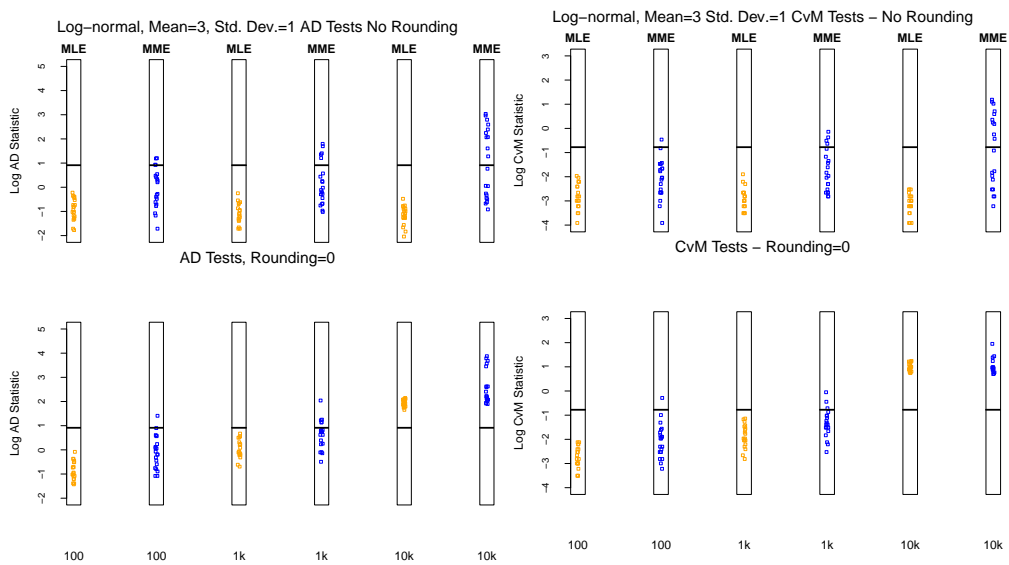 Log−normal, Mean=3, Std. Dev.=1 AD Tests No Rounding
MLE MME MLE MME MLE MME
Log AD Statistic
5
4
3
2
1
0
−1
−2
AD Tests, Rounding=0
Log AD Statistic
5
4
3
2
1
0
−1
−2
100 100 1k 1k 10k 10k
Log−normal, Mean=3 Std. Dev.=1 CvM Tests − No Rounding
MLE MME MLE MME MLE MME
Log CvM Statistic
3
2
1
0
−1
−2
−3
−4
CvM Tests − Rounding=0
Log CvM Statistic
3
2
1
0
−1
−2
−3
−4
100 100 1k 1k 10k 10k